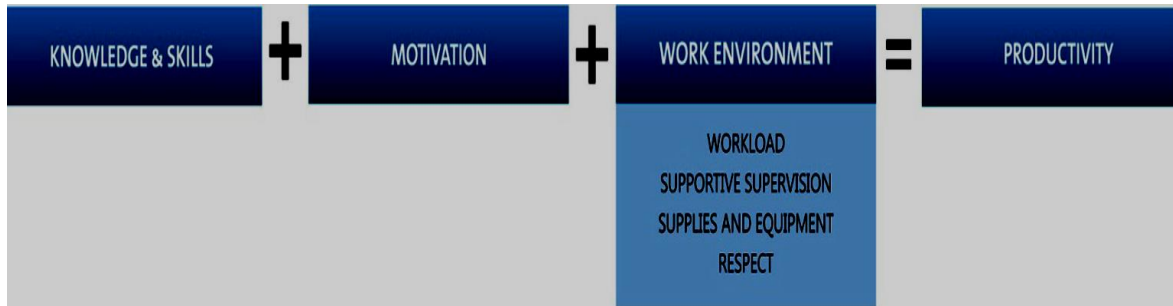 KNOWLEDGE & SKILLS + MOTIVATION + WORK ENVIRONMENT = PRODUCTIVITY
WORKLOAD
SUPPORTIVE SUPERVISION
SUPPLIES AND EQUIPMENT
RESPECT